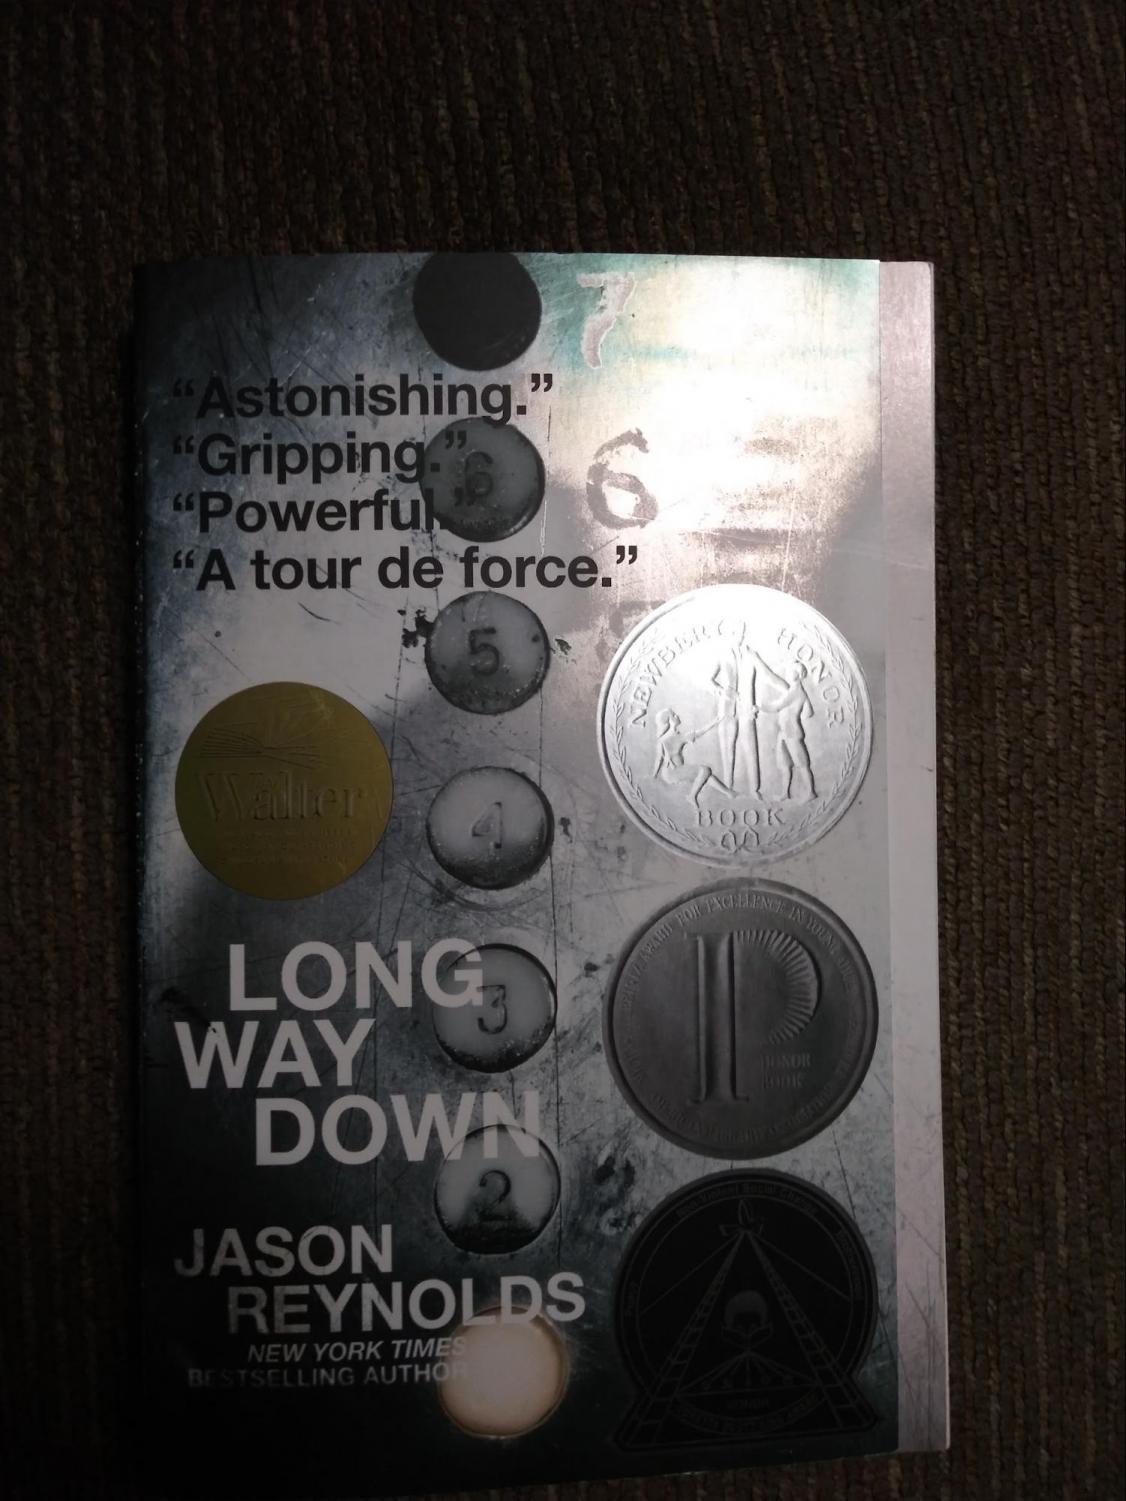 7
“Astonishing.”
“Gripping.”
6
6
“Powerful.”
“A tour de force.”
5
NEWBERY HONOR
BOOK
Walter
4
LONG
3
WAY
HONOR
BOOK
DOWN
2
JASON
REYNOLDS
NEW YORK TIMES
BESTSELLING AUTHOR